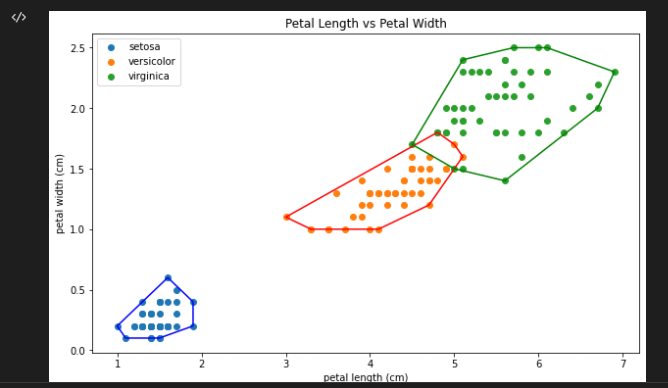 </>
Petal Length vs Petal Width
setosa
versicolor
virginica
petal width (cm)
2.5
2.0
1.5
1.0
0.5
0.0
1 2 3 4 5 6 7
petal length (cm)